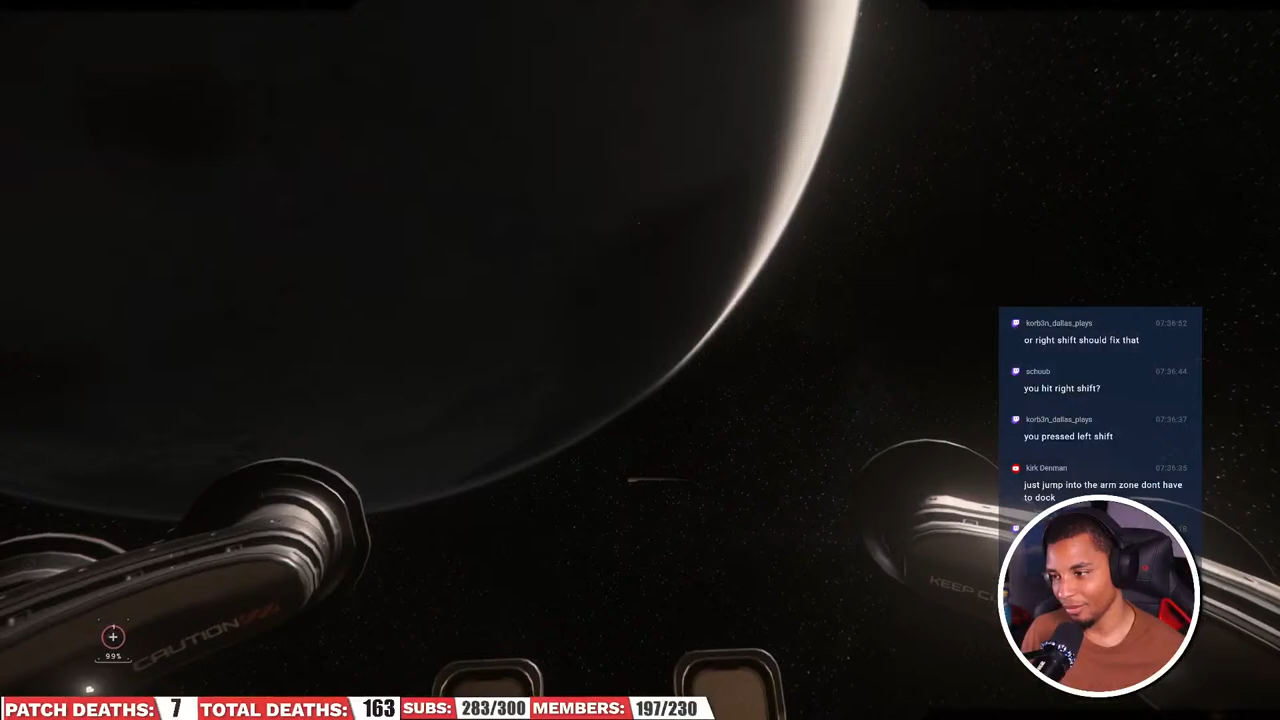 korb3n_dallas_plays 07:36:52
or right shift should fix that
schuub 07:36:44
you hit right shift?
korb3n_dallas_plays 07:36:37
you pressed left shift
kirk Denman 07:36:35
just jump into the arm zone dont have
to dock
CAUTION
KEEP
99%
PATCH DEATHS: 7 TOTAL DEATHS: 163 SUBS: 283/300 MEMBERS: 197/230